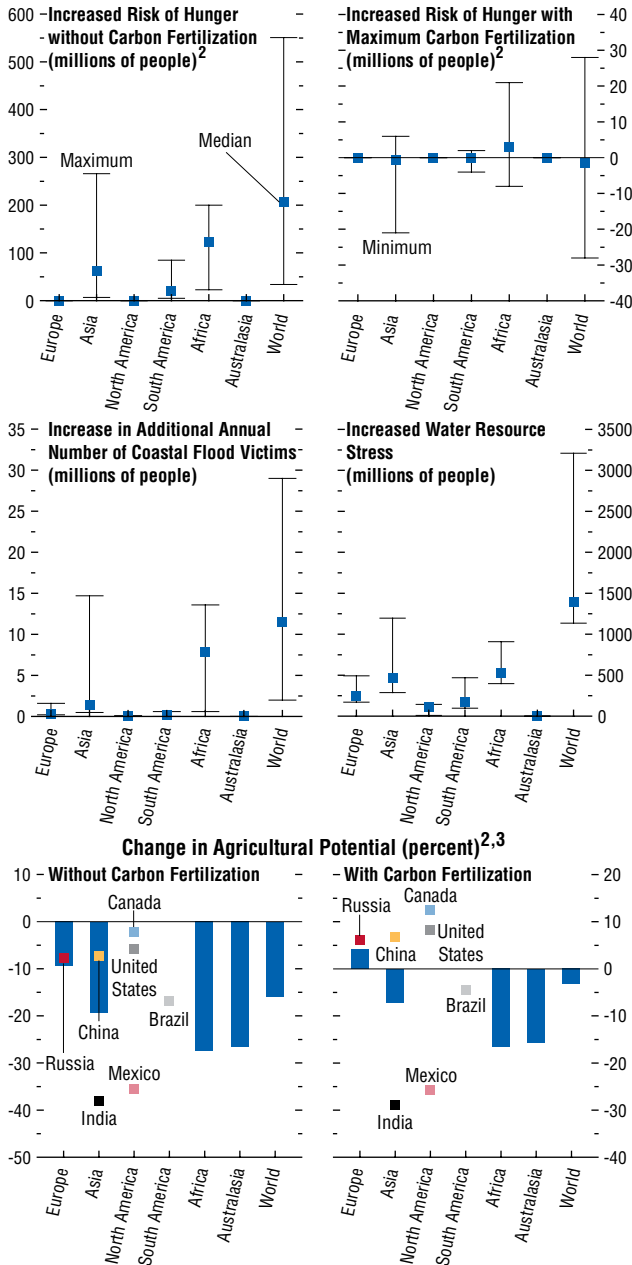 Increased Risk of Hunger
without Carbon Fertilization
(millions of people)2
600
500
400
300
200
100
0
Maximum
Median
Europe
Asia
North America
South America
Africa
Australasia
World
Increased Risk of Hunger with
Maximum Carbon Fertilization
(millions of people)2
40
30
20
10
0
-10
-20
-30
-40
Minimum
Europe
Asia
North America
South America
Africa
Australasia
World
Increase in Additional Annual
Number of Coastal Flood Victims
(millions of people)
35
30
25
20
15
10
5
0
Europe
Asia
North America
South America
Africa
Australasia
World
Increased Water Resource
Stress
(millions of people)
3500
3000
2500
2000
1500
1000
500
0
Europe
Asia
North America
South America
Africa
Australasia
World
Change in Agricultural Potential (percent)2,3
Without Carbon Fertilization
10
0
-10
-20
-30
-40
-50
Canada
United
States
Brazil
China
Russia
Mexico
India
Europe
Asia
North America
South America
Africa
Australasia
World
With Carbon Fertilization
20
10
0
-10
-20
-30
-40
Russia
Canada
China
United
States
Brazil
Mexico
India
Europe
Asia
North America
South America
Africa
Australasia
World